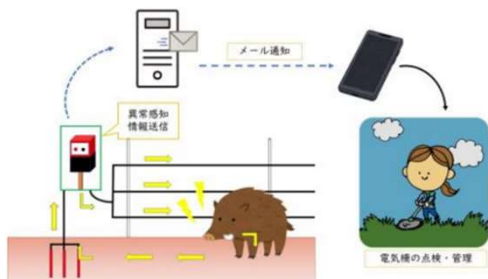 メール通知
異常感知
情報送信
電気柵の点検・管理